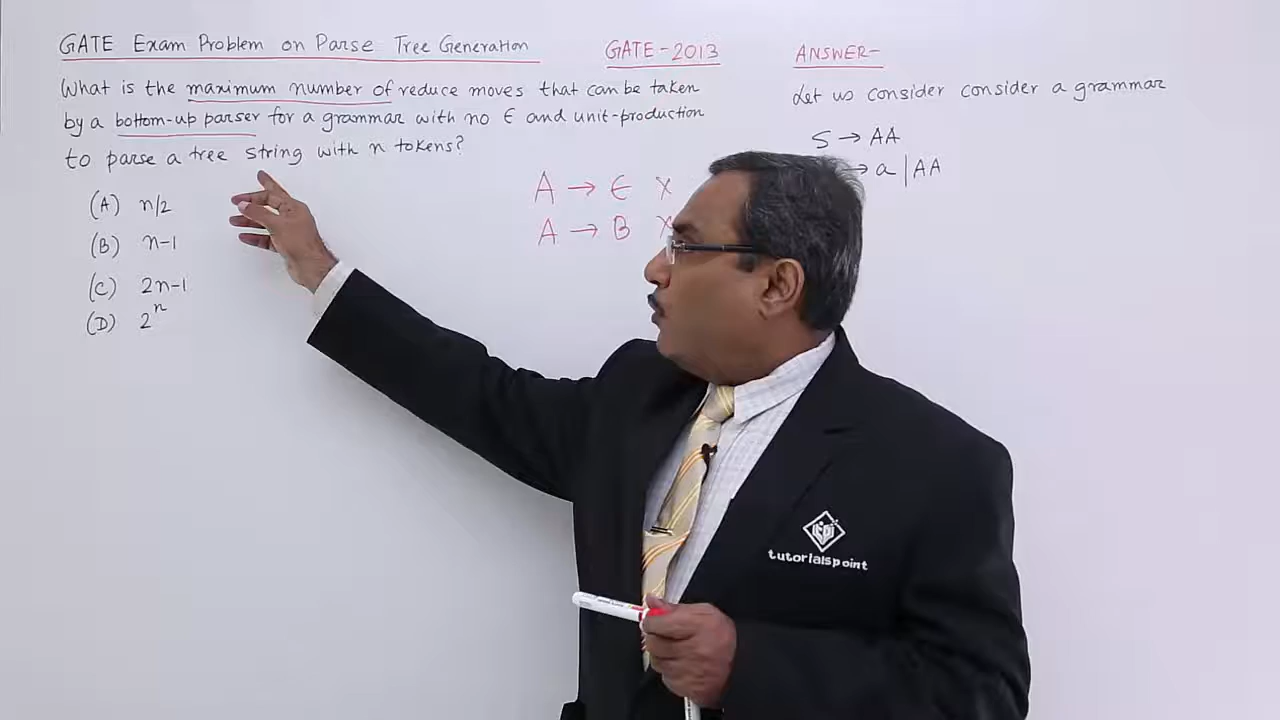 GATE Exam Problem on Parse Tree Generation
GATE-2013
What is the maximum number of reduce moves that can be taken
by a bottom-up parser for a grammar with no ϵ and unit-production
to parse a tree string with n tokens?
(A) n/2
(B) n-1
(C) 2n-1
(D) 2^n
A → ϵ X
A → B X
ANSWER-
Let us consider consider a grammar
S → AA
→ a | AA
tutorialspoint